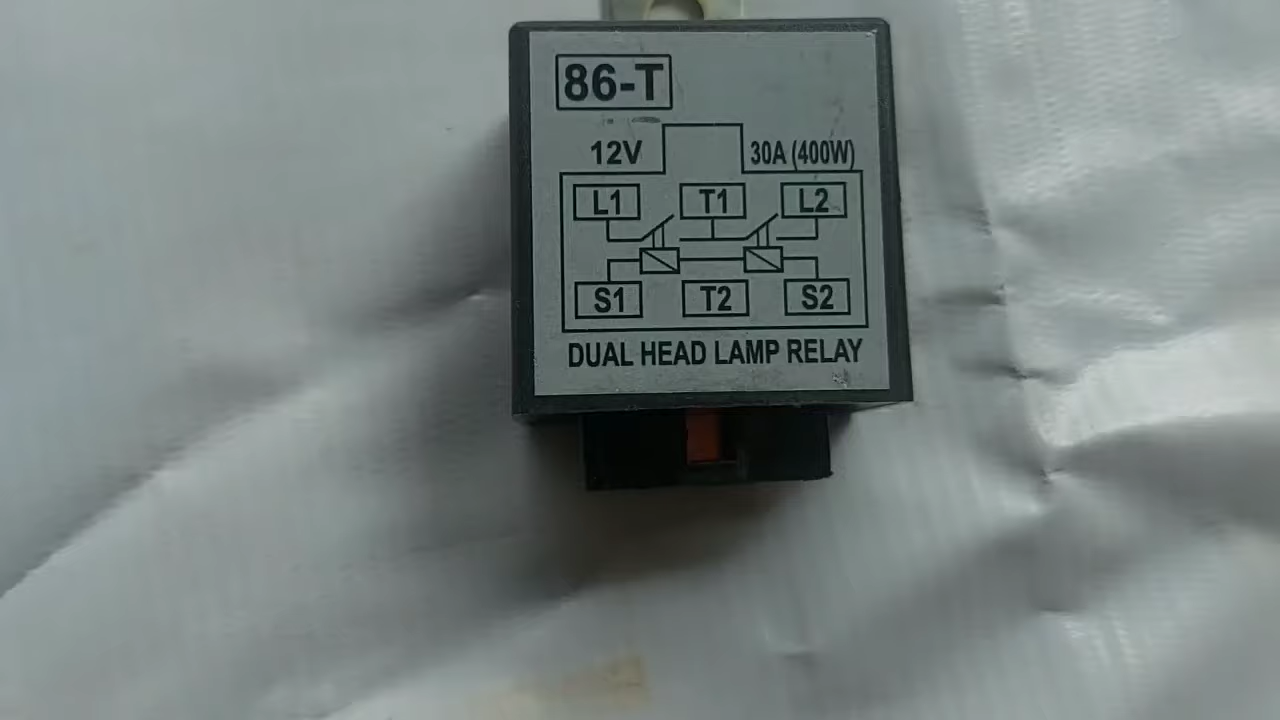 86-T
12V 30A (400W)
L1 T1 L2
S1 T2 S2
DUAL HEAD LAMP RELAY